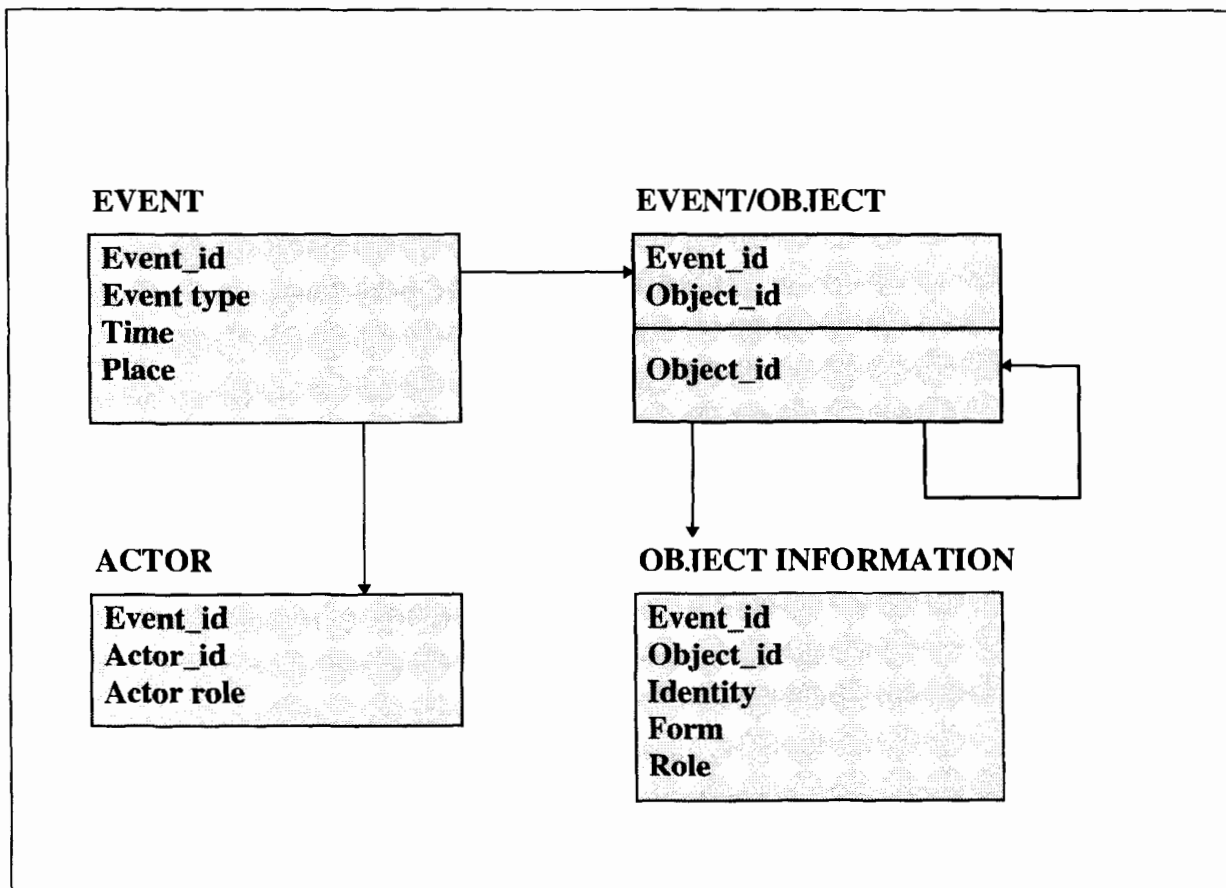 EVENT
Event_id
Event type
Time
Place
EVENT/OBJECT
Event_id
Object_id
Object_id
ACTOR
Event_id
Actor_id
Actor role
OBJECT INFORMATION
Event_id
Object_id
Identity
Form
Role